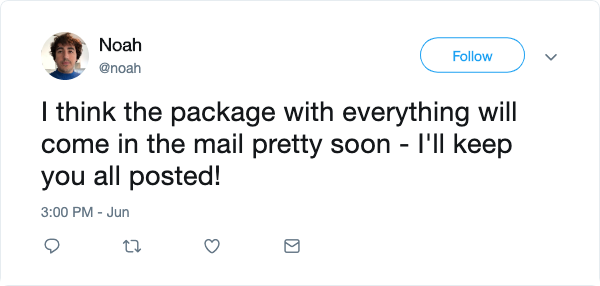 Noah
@noah
Follow
I think the package with everything will
come in the mail pretty soon - I'll keep
you all posted!
3:00 PM - Jun